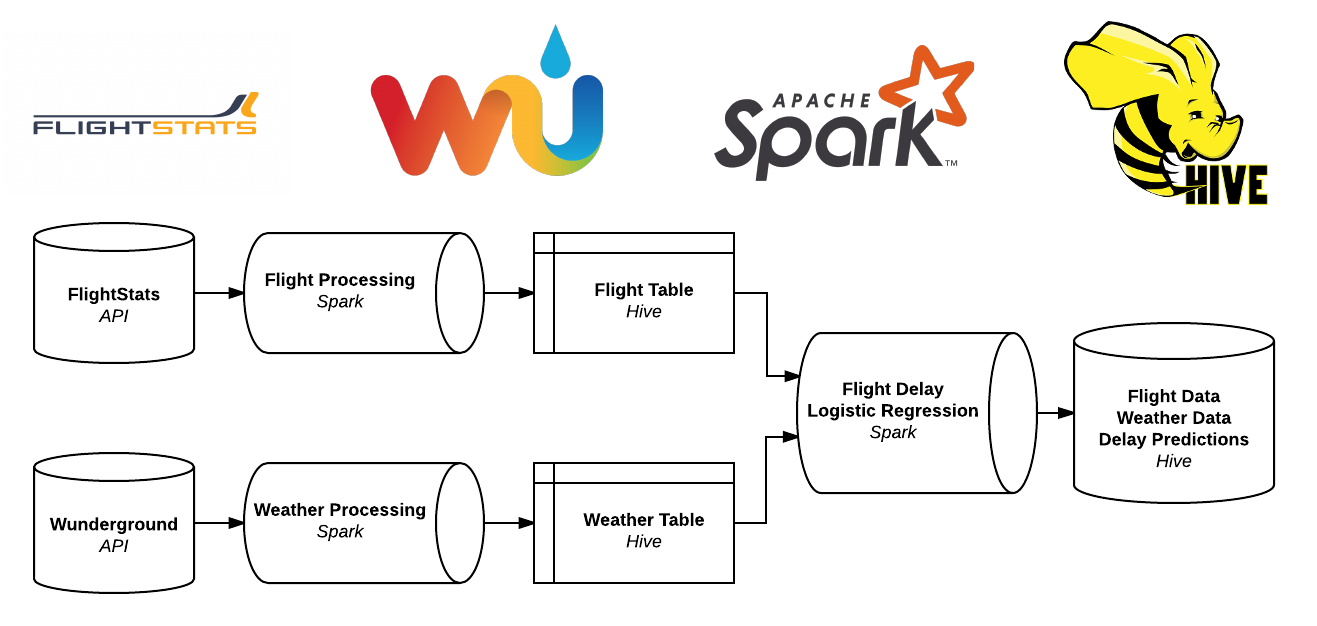 FLIGHTSTATS
WU
APACHE
Spark™
HIVE
FlightStats
API
Flight Processing
Spark
Flight Table
Hive
Flight Delay
Logistic Regression
Spark
Flight Data
Weather Data
Delay Predictions
Hive
Wunderground
API
Weather Processing
Spark
Weather Table
Hive